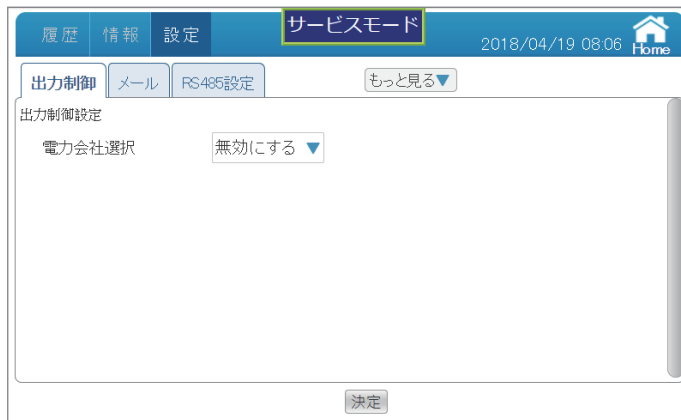 履歴 情報 設定 サービスモード 2018/04/19 08:06 Home
出力制御 メール RS485設定 もっと見る▼
出力制御設定
電力会社選択 無効にする ▼
決定